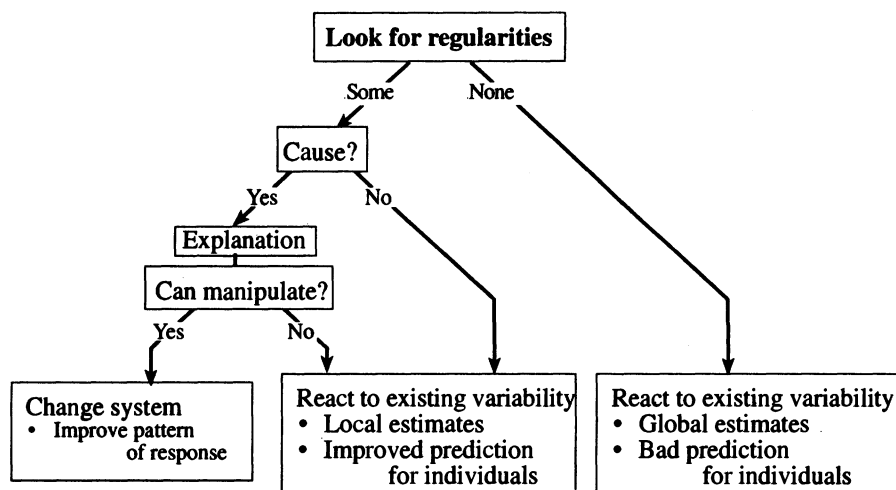 Look for regularities
Some
None
Cause?
Yes
No
Explanation
Can manipulate?
Yes
No
Change system
• Improve pattern
of response
React to existing variability
• Local estimates
• Improved prediction
for individuals
React to existing variability
• Global estimates
• Bad prediction
for individuals